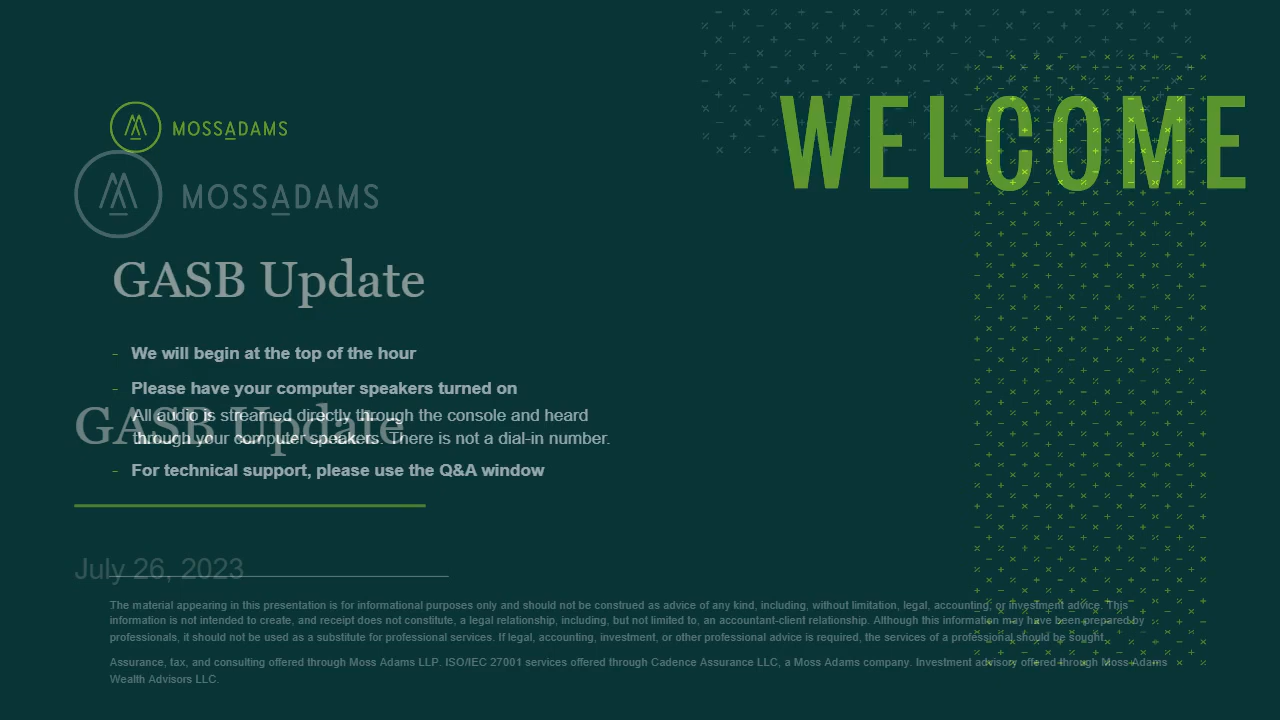 WELCOME
MOSSADAMS
MOSSADAMS
GASB Update
- We will begin at the top of the hour
- Please have your computer speakers turned on
All audio is streamed directly through the console and heard
through your computer speakers. There is not a dial-in number.
GASB Update
- For technical support, please use the Q&A window
July 26, 2023
The material appearing in this presentation is for informational purposes only and should not be construed as advice of any kind, including, without limitation, legal, accounting, or investment advice. This
information is not intended to create, and receipt does not constitute, a legal relationship, including, but not limited to, an accountant-client relationship. Although this information may have been prepared by
professionals, it should not be used as a substitute for professional services. If legal, accounting, investment, or other professional advice is required, the services of a professional should be sought.
Assurance, tax, and consulting offered through Moss Adams LLP. ISO/IEC 27001 services offered through Cadence Assurance LLC, a Moss Adams company. Investment advisory offered through Moss Adams
Wealth Advisors LLC.